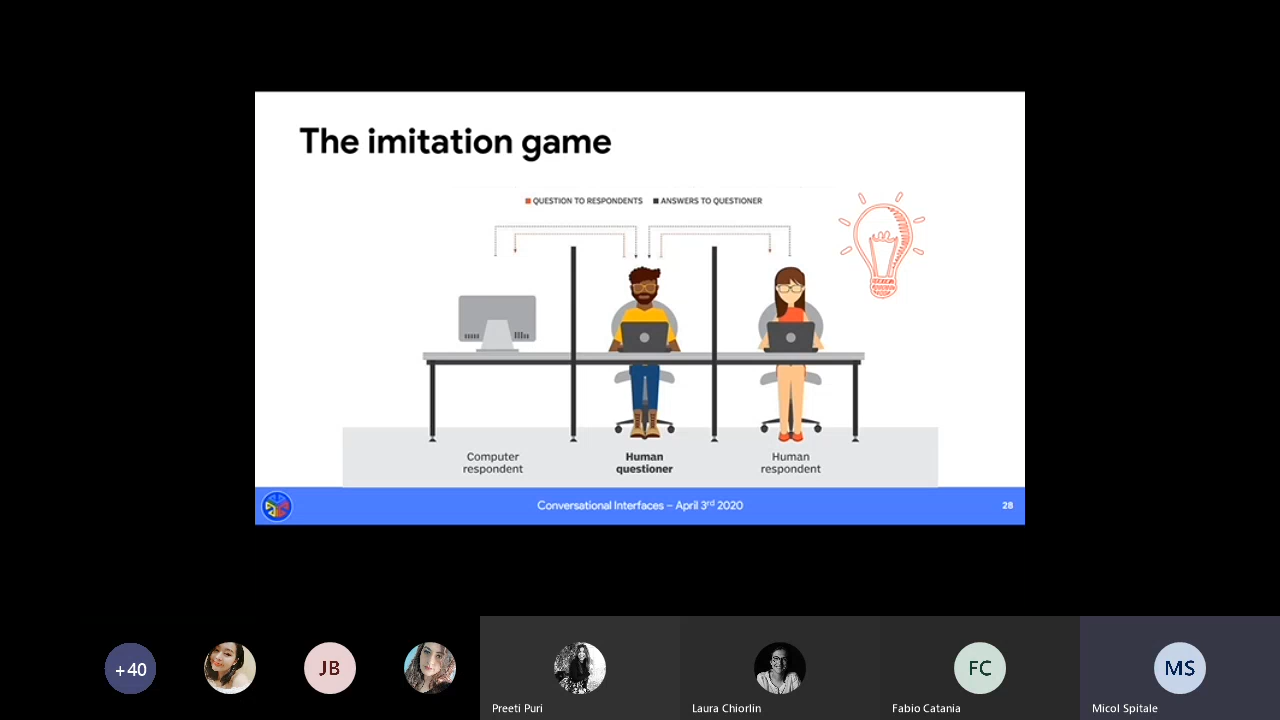 The imitation game
QUESTION TO RESPONDENTS ANSWERS TO QUESTIONER
Computer
respondent
Human
questioner
Human
respondent
Conversational Interfaces – April 3rd 2020
28
+40
JB
FC
MS
Preeti Puri
Laura Chiorlin
Fabio Catania
Micol Spitale